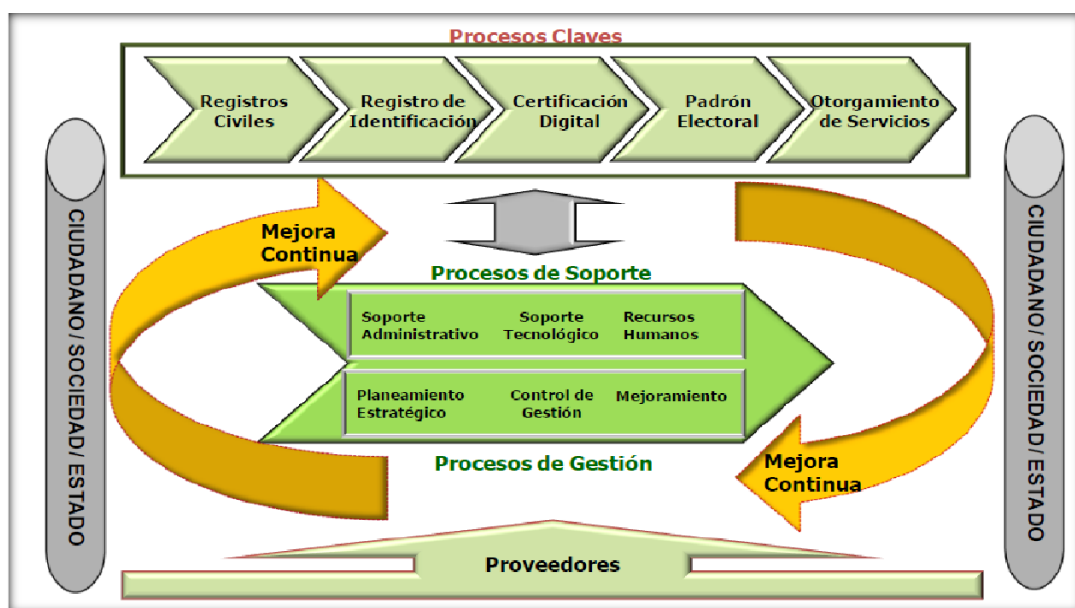 Procesos Claves
Registros
Civiles
Registro de
Identificación
Certificación
Digital
Padrón
Electoral
Otorgamiento
de Servicios
CIUDADANO / SOCIEDAD / ESTADO
Mejora
Continua
Procesos de Soporte
Soporte
Administrativo
Soporte
Tecnológico
Recursos
Humanos
Planeamiento
Estratégico
Control de
Gestión
Mejoramiento
Procesos de Gestión
Mejora
Continua
CIUDADANO / SOCIEDAD / ESTADO
Proveedores